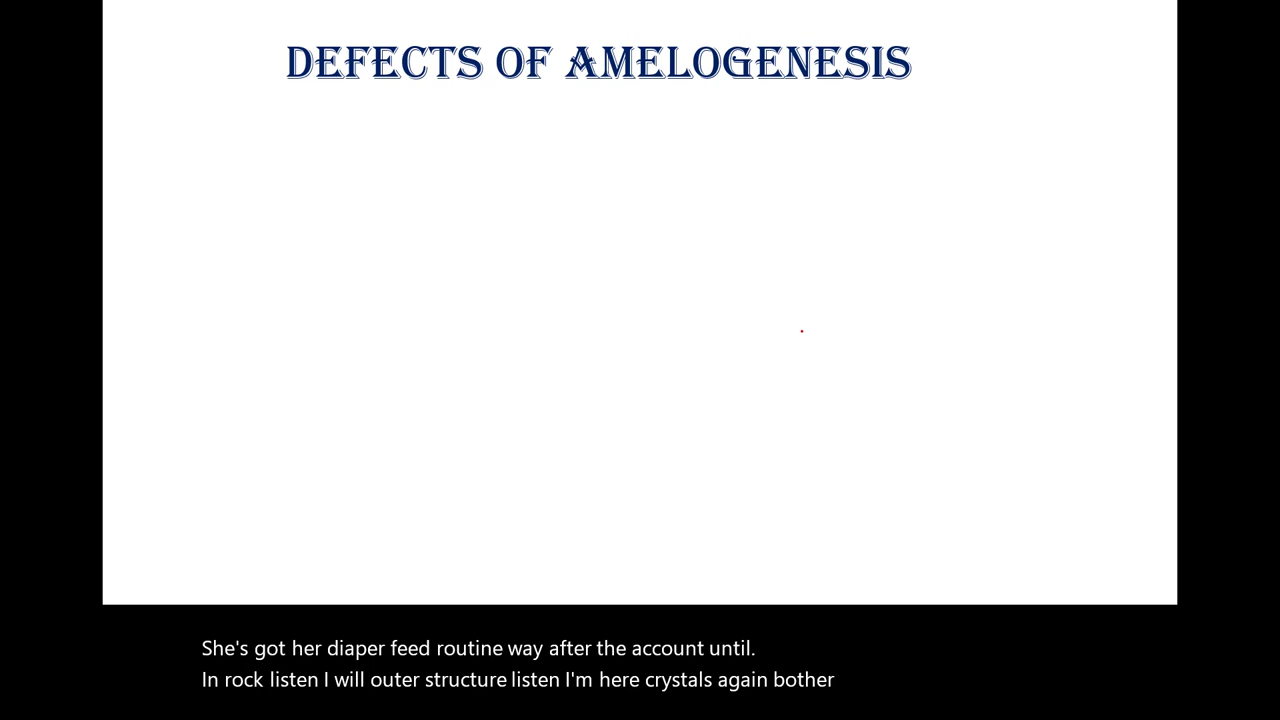 DEFECTS OF AMELOGENESIS
She's got her diaper feed routine way after the account until.
In rock listen I will outer structure listen I'm here crystals again bother